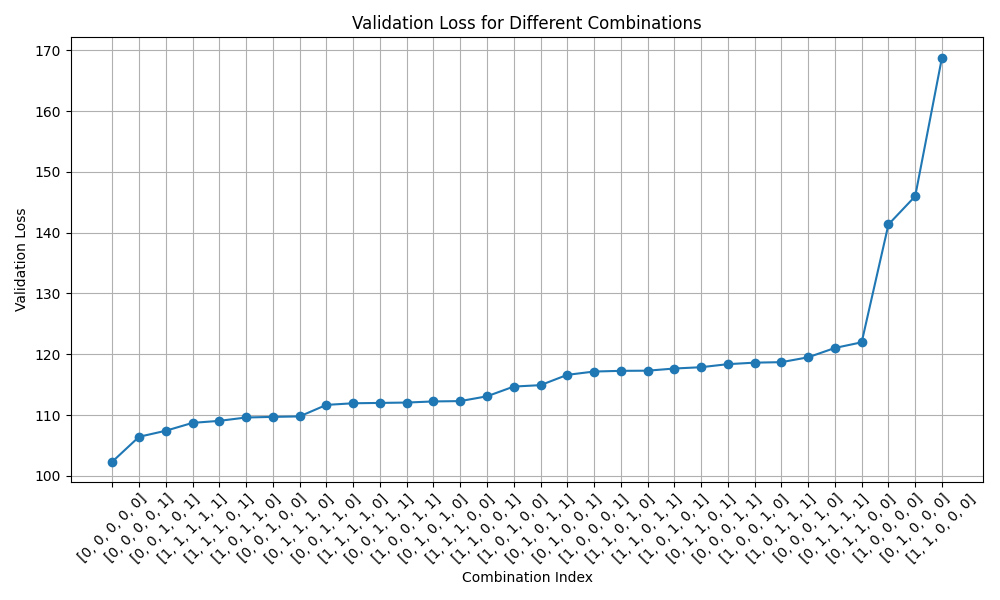 Validation Loss for Different Combinations
170
160
150
140
130
120
110
100
Validation Loss
[0, 0, 0, 0, 0]
[0, 0, 0, 0, 1]
[0, 0, 1, 0, 1]
[1, 1, 1, 1, 1]
[1, 1, 1, 0, 1]
[1, 0, 1, 1, 0]
[0, 0, 1, 0, 0]
[0, 1, 1, 1, 0]
[0, 0, 1, 1, 0]
[1, 1, 1, 1, 0]
[0, 0, 1, 1, 1]
[1, 0, 0, 1, 1]
[0, 1, 0, 1, 0]
[1, 1, 1, 0, 0]
[1, 1, 0, 0, 1]
[1, 0, 1, 0, 0]
[0, 1, 1, 0, 1]
[0, 1, 0, 0, 1]
[1, 0, 0, 0, 1]
[1, 1, 0, 1, 0]
[1, 1, 0, 1, 1]
[1, 0, 1, 0, 1]
[0, 1, 0, 1, 1]
[0, 0, 0, 1, 1]
[1, 0, 0, 1, 0]
[1, 0, 1, 1, 1]
[0, 0, 0, 1, 0]
[0, 1, 1, 1, 1]
[0, 1, 1, 0, 0]
[1, 0, 0, 0, 0]
[0, 1, 0, 0, 0]
[1, 1, 0, 0, 0]
Combination Index